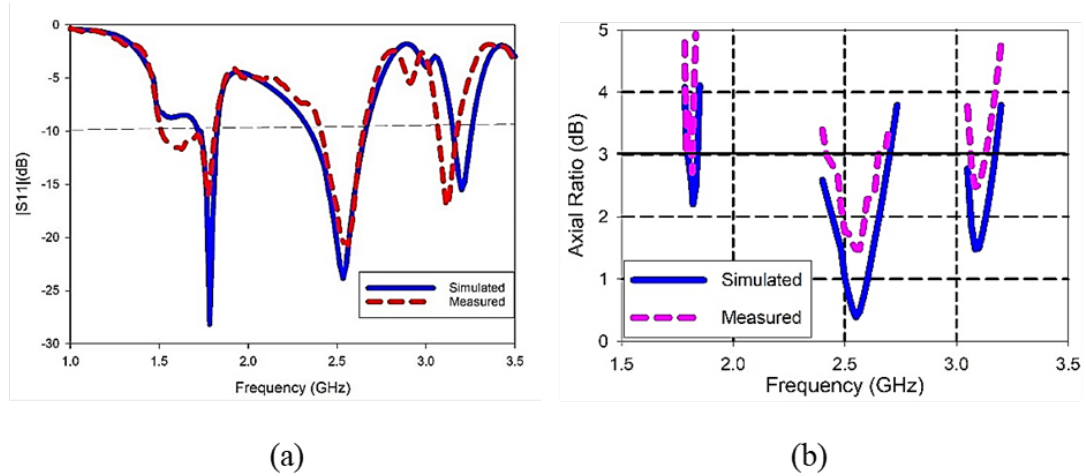 0
-5
-10
-15
-20
-25
-30
|S11|(dB)
1.0 1.5 2.0 2.5 3.0 3.5
Frequency (GHz)
Simulated
Measured
(a)
5
4
3
2
1
0
Axial Ratio (dB)
1.5 2.0 2.5 3.0 3.5
Frequency (GHz)
Simulated
Measured
(b)